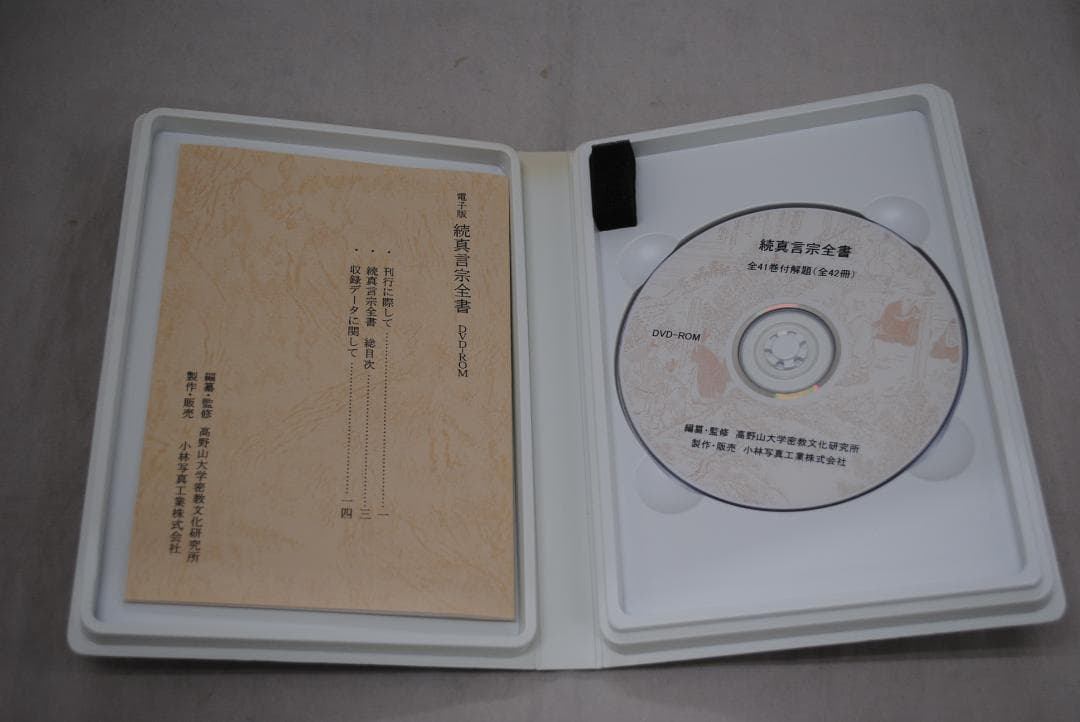 電子版 続真言宗全書 DVD-ROM
・ 刊行に際して……………………一
・ 続真言宗全書 総目次……………………三
・ 収録データに関して……………………一四
編纂・監修 高野山大学密教文化研究所
製作・販売 小林写真工業株式会社
続真言宗全書
全41巻付解題(全42冊)
DVD-ROM
編纂・監修 高野山大学密教文化研究所
製作・販売 小林写真工業株式会社